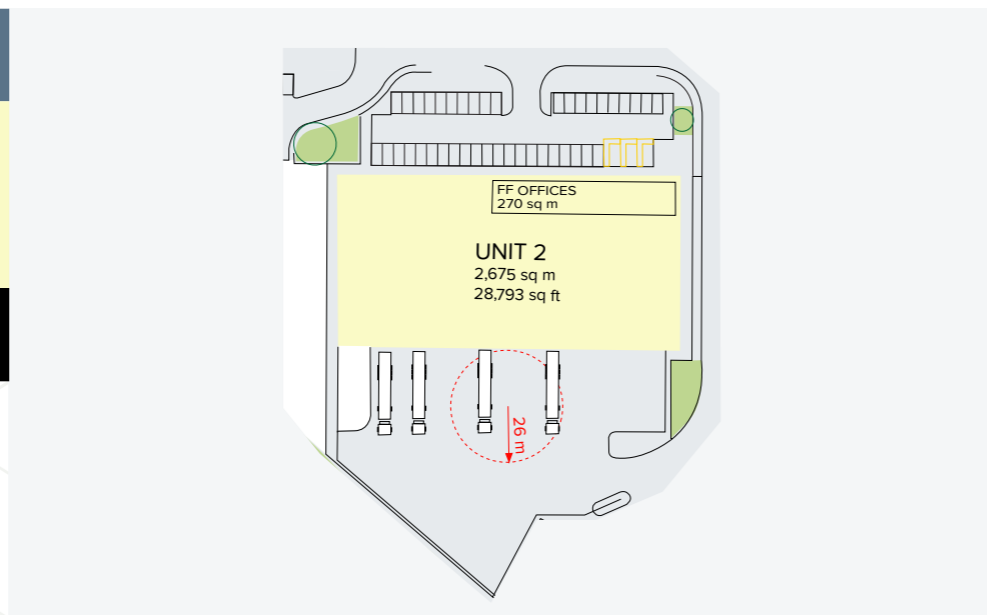 FF OFFICES
270 sq m
UNIT 2
2,675 sq m
28,793 sq ft
26 m